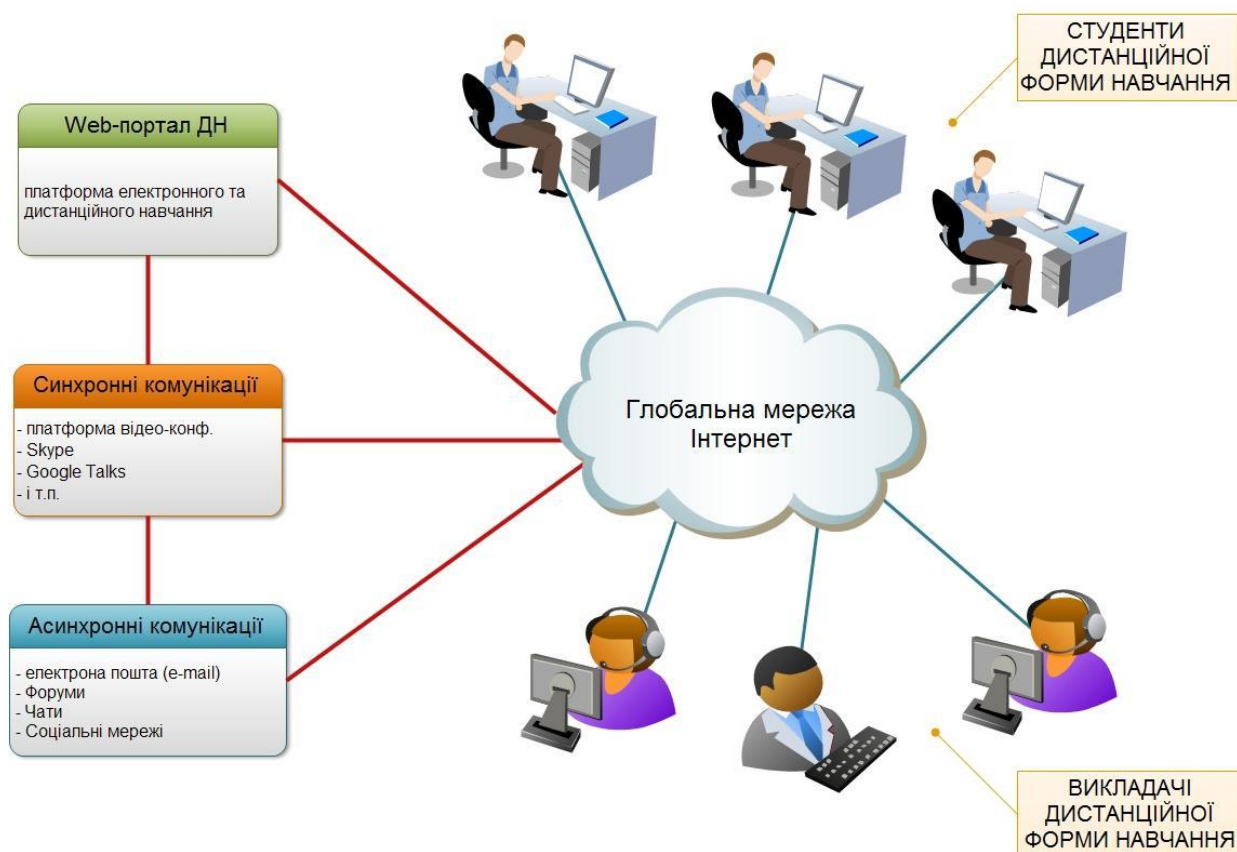 СТУДЕНТИ
ДИСТАНЦІЙНОЇ
ФОРМИ НАВЧАННЯ
Web-портал ДН
платформа електронного та
дистанційного навчання
Синхронні комунікації
- платформа відео-конф.
- Skype
- Google Talks
- і т.п.
Глобальна мережа
Інтернет
Асинхронні комунікації
- електрона пошта (e-mail)
- Форуми
- Чати
- Соціальні мережі
ВИКЛАДАЧІ
ДИСТАНЦІЙНОЇ
ФОРМИ НАВЧАННЯ